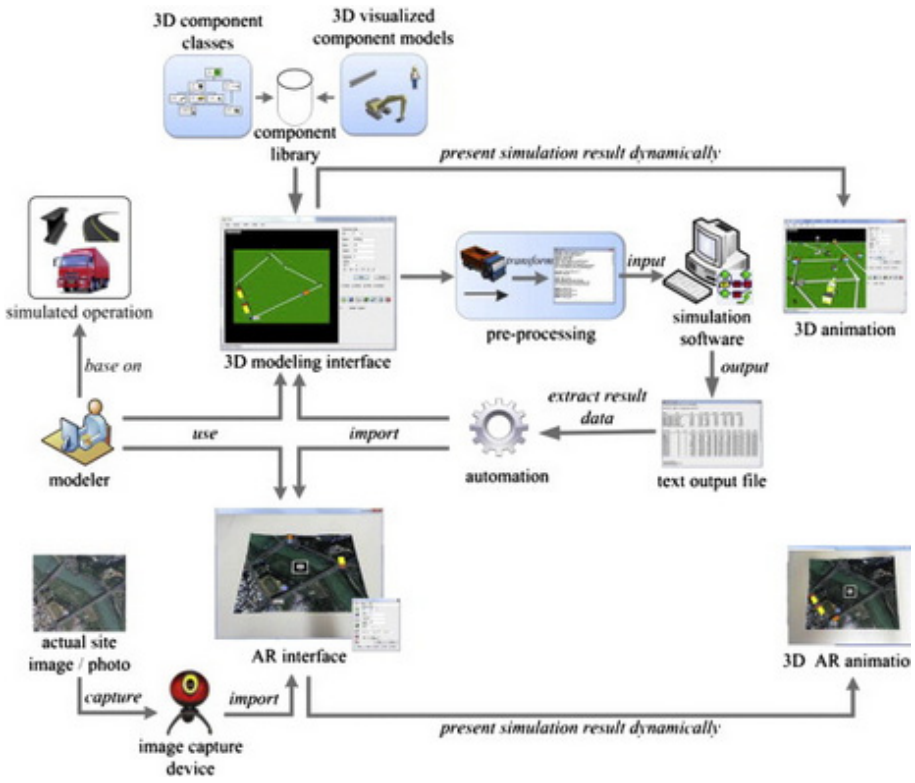 3D component
classes
3D visualized
component models
component
library
present simulation result dynamically
simulated operation
base on
modeler
3D modeling interface
transform
pre-processing
input
simulation
software
3D animation
output
use
import
extract result
data
automation
text output file
actual site
image / photo
capture
image capture
device
import
AR interface
present simulation result dynamically
3D AR animation